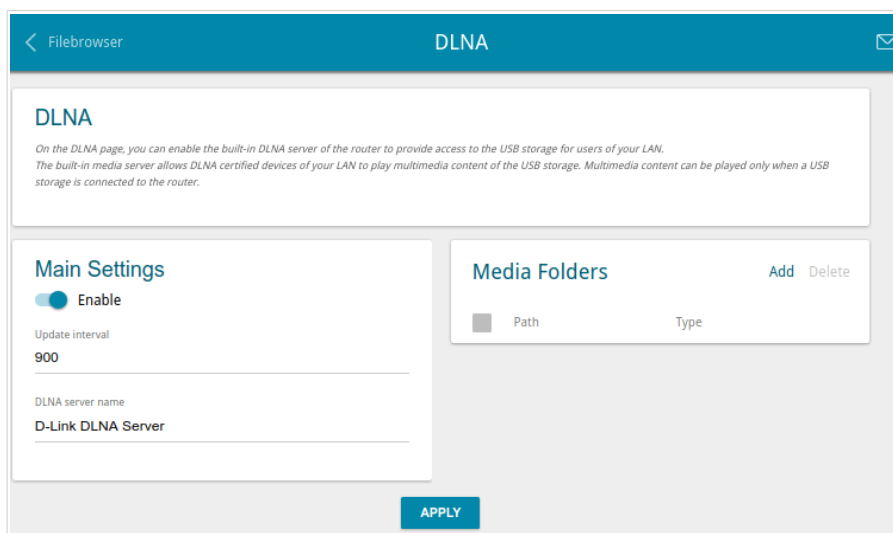 Filebrowser
DLNA
DLNA
On the DLNA page, you can enable the built-in DLNA server of the router to provide access to the USB storage for users of your LAN.
The built-in media server allows DLNA certified devices of your LAN to play multimedia content of the USB storage. Multimedia content can be played only when a USB
storage is connected to the router.
Main Settings
Enable
Update interval
900
DLNA server name
D-Link DLNA Server
Media Folders
Add Delete
Path Type
APPLY